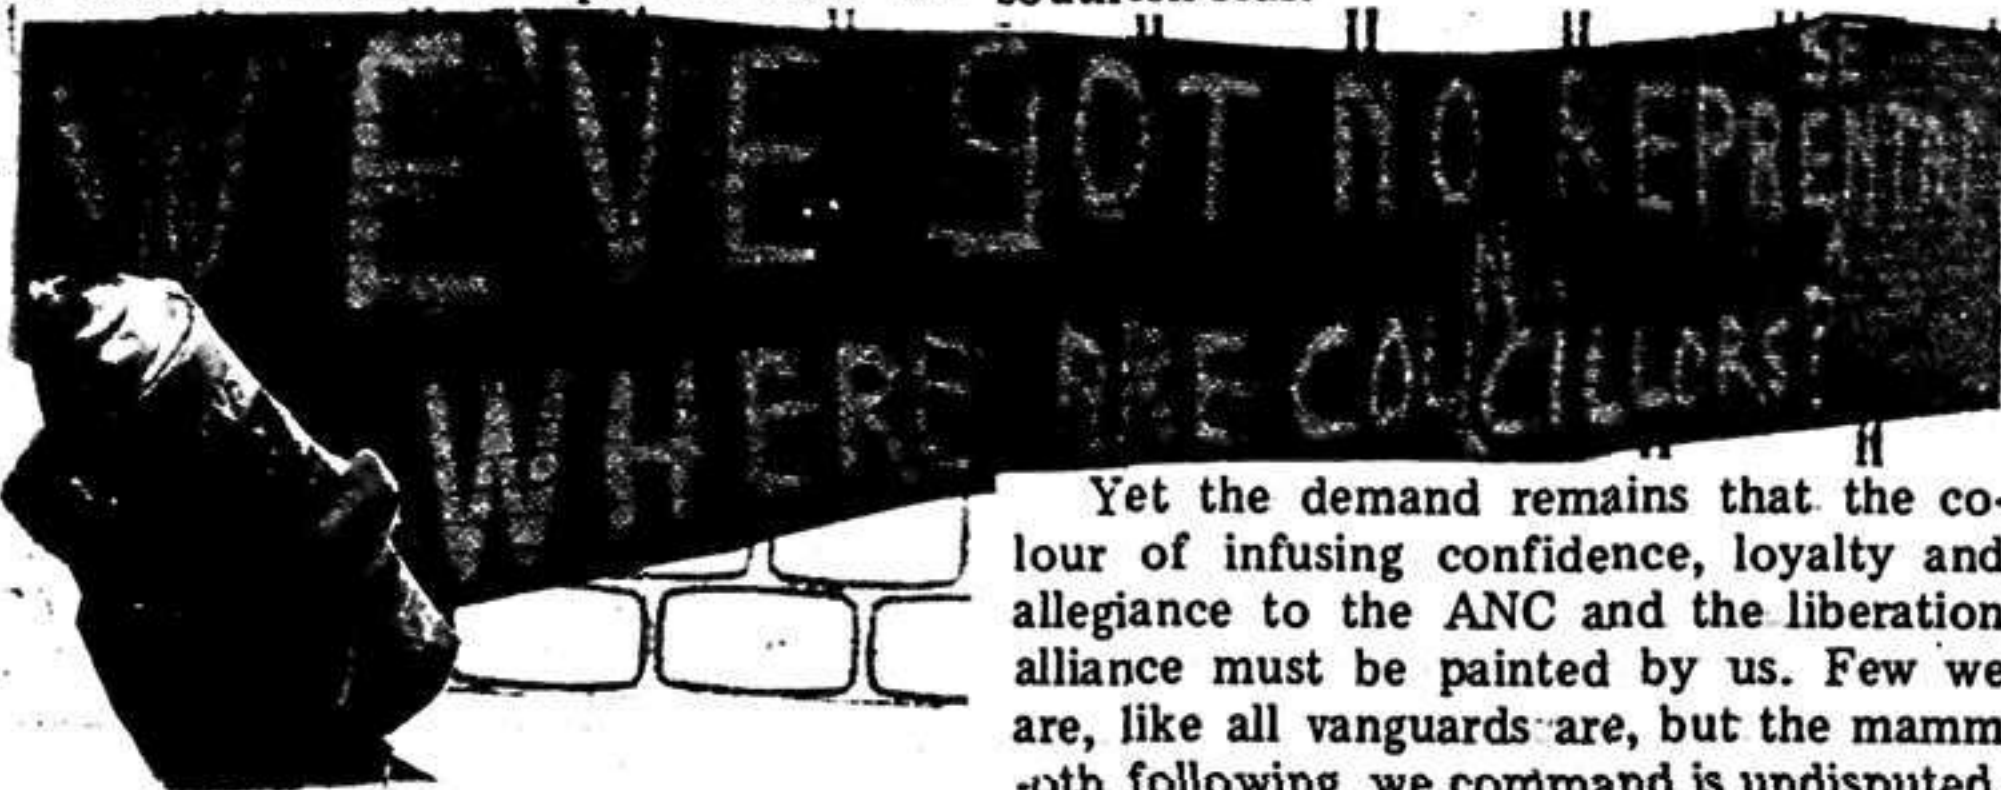 WE'VE GOT NO REPRESENTA
WHERE ARE COUNCILLORS?
Yet the demand remains that the co-
lour of infusing confidence, loyalty and
allegiance to the ANC and the liberation
alliance must be painted by us. Few we
are, like all vanguards are, but the mamm
-oth following we command is undisputed.